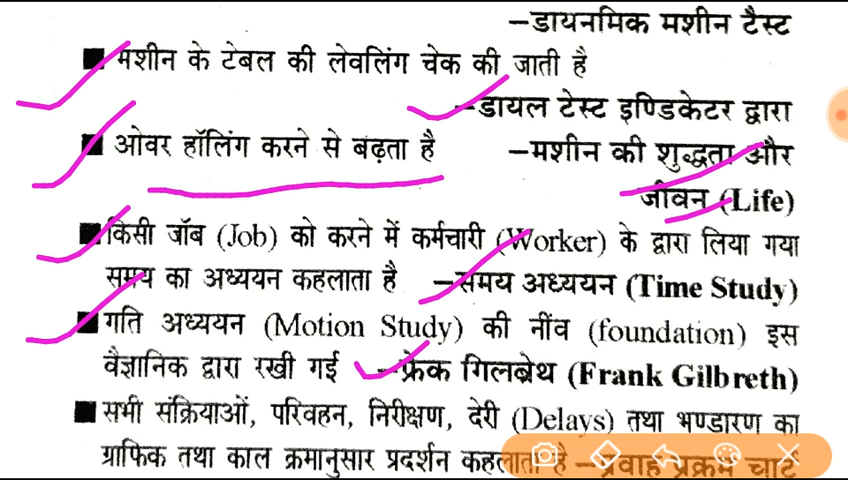 –डायनमिक मशीन टैस्ट
■ मशीन के टेबल की लेवलिंग चेक की जाती है
–डायल टेस्ट इण्डिकेटर द्वारा
■ ओवर हॉलिंग करने से बढ़ता है –मशीन की शुद्धता और
जीवन (Life)
■ किसी जॉब (Job) को करने में कर्मचारी (Worker) के द्वारा लिया गया
समय का अध्ययन कहलाता है –समय अध्ययन (Time Study)
■ गति अध्ययन (Motion Study) की नींव (foundation) इस
वैज्ञानिक द्वारा रखी गई –फ्रेक गिलब्रेथ (Frank Gilbreth)
■ सभी संक्रियाओं, परिवहन, निरीक्षण, देरी (Delays) तथा भण्डारण का
ग्राफिक तथा काल क्रमानुसार प्रदर्शन कहलाता है –प्रवाह प्रक्रम चार्ट